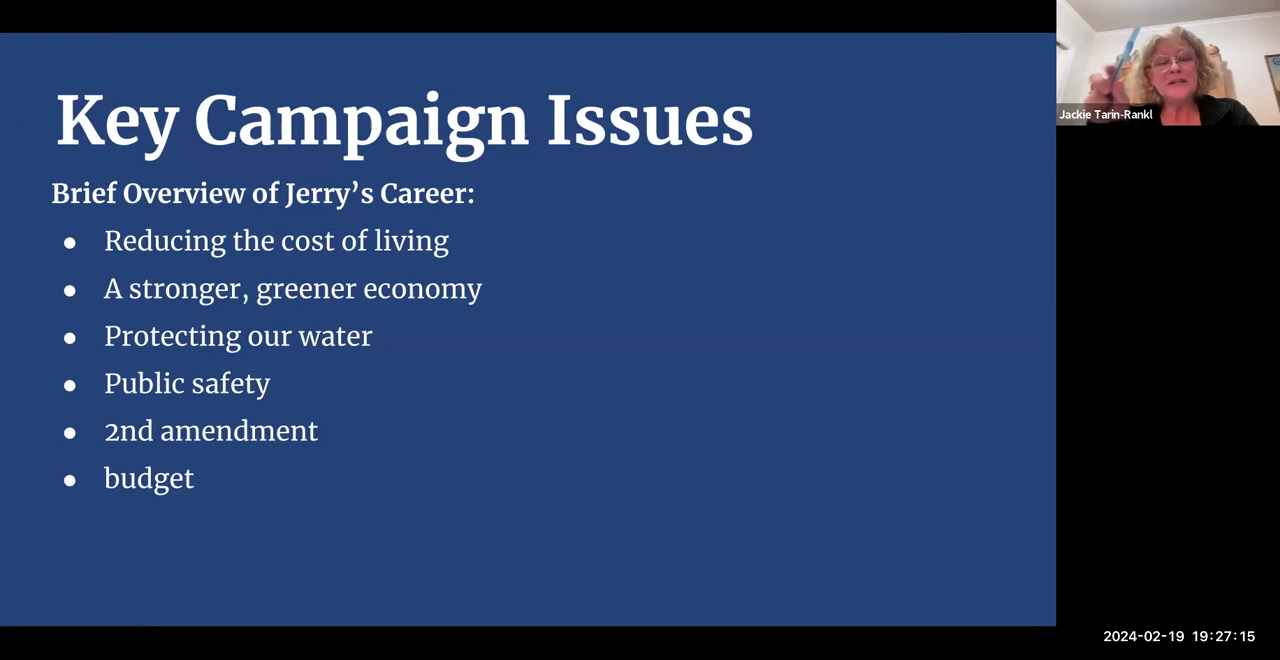 Key Campaign Issues
Brief Overview of Jerry’s Career:
● Reducing the cost of living
● A stronger, greener economy
● Protecting our water
● Public safety
● 2nd amendment
● budget
Jackie Tarin-Rankl
2024-02-19 19:27:15